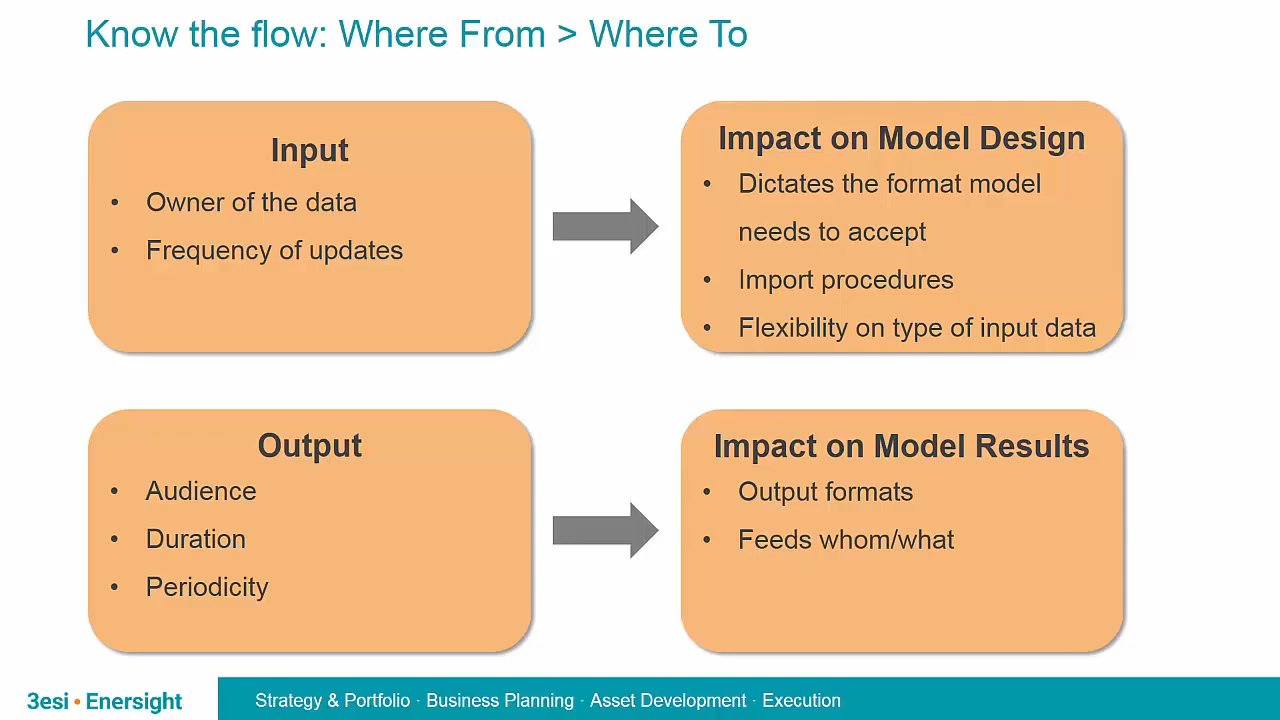 Know the flow: Where From > Where To
Input
• Owner of the data
• Frequency of updates
Impact on Model Design
• Dictates the format model
needs to accept
• Import procedures
• Flexibility on type of input data
Output
• Audience
• Duration
• Periodicity
Impact on Model Results
• Output formats
• Feeds whom/what
3esi • Enersight
Strategy & Portfolio · Business Planning · Asset Development · Execution